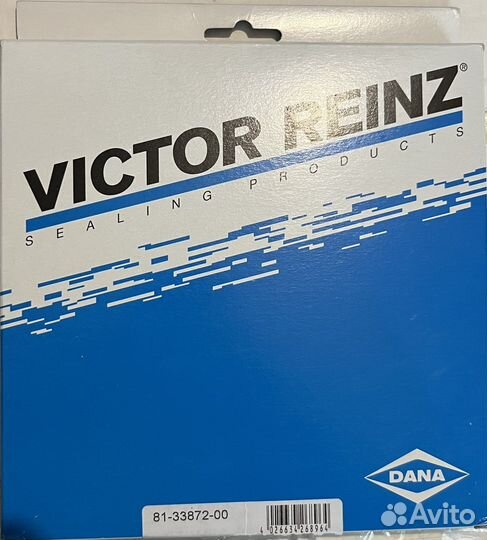 VICTOR REINZ®
SEALING PRODUCTS
DANA
81-33872-00
4 026634 268964
Avito